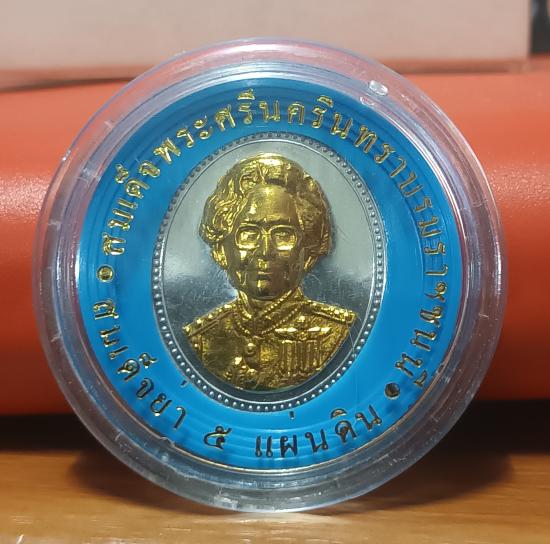 สมเด็จพระศรีนครินทราบรมราชชนนี
สมเด็จย่า ๕ แผ่นดิน